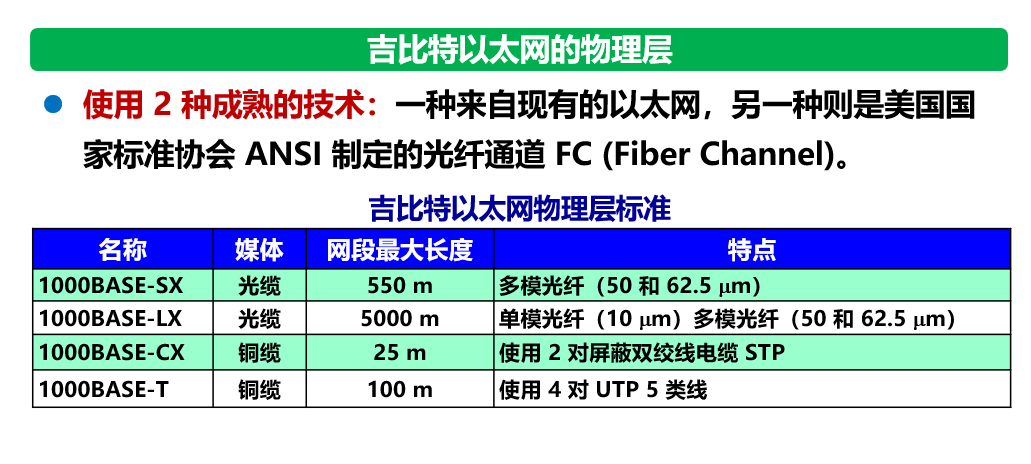 吉比特以太网的物理层
使用 2 种成熟的技术：一种来自现有的以太网，另一种则是美国国
家标准协会 ANSI 制定的光纤通道 FC (Fiber Channel)。
吉比特以太网物理层标准
名称 媒体 网段最大长度 特点
1000BASE-SX 光缆 550 m 多模光纤（50 和 62.5 μm）
1000BASE-LX 光缆 5000 m 单模光纤（10 μm）多模光纤（50 和 62.5 μm）
1000BASE-CX 铜缆 25 m 使用 2 对屏蔽双绞线电缆 STP
1000BASE-T 铜缆 100 m 使用 4 对 UTP 5 类线